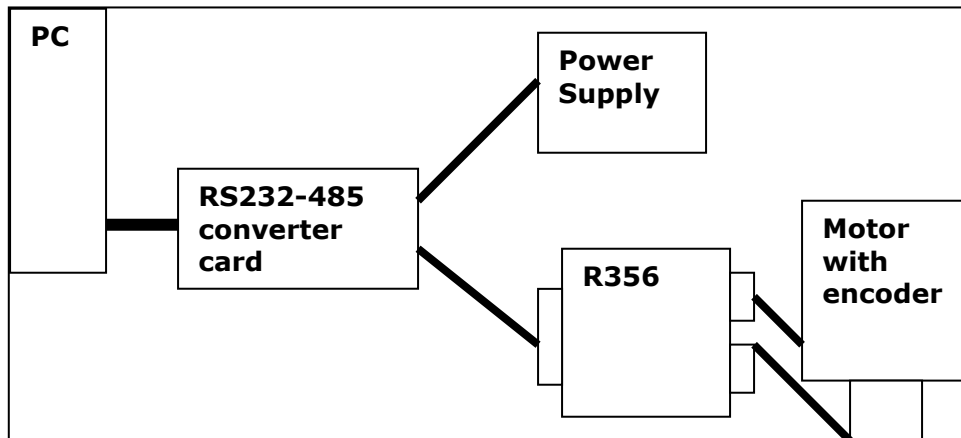 PC
Power
Supply
RS232-485
converter
card
R356
Motor
with
encoder